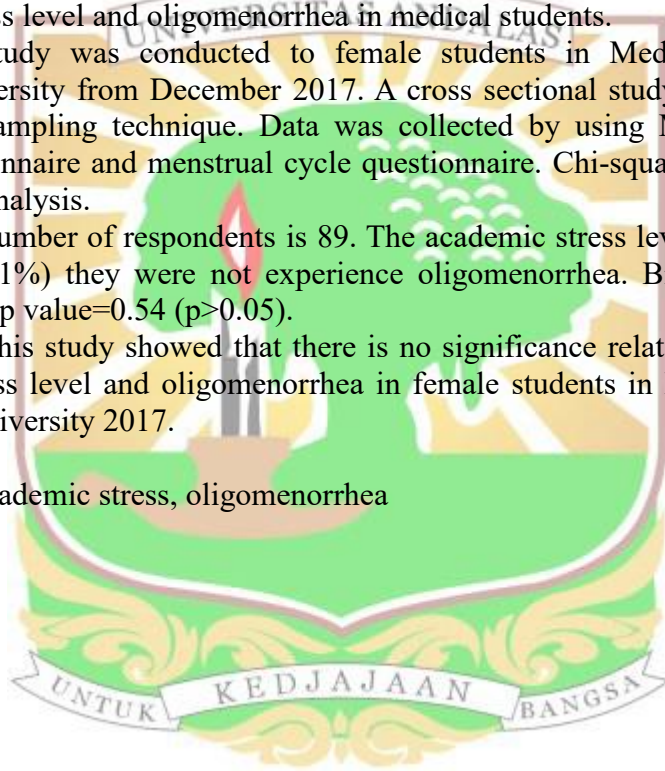 ss level and oligomenorrhea in medical students.
UNIVERSITAS ANDALAS
tudy was conducted to female students in Med
ersity from December 2017. A cross sectional study
ampling technique. Data was collected by using M
nnaire and menstrual cycle questionnaire. Chi-squa
nalysis.
umber of respondents is 89. The academic stress lev
1%) they were not experience oligomenorrhea. B
p value=0.54 (p>0.05).
his study showed that there is no significance relat
ss level and oligomenorrhea in female students in
iversity 2017.
ademic stress, oligomenorrhea
UNTUK KEDJAJAAN BANGSA